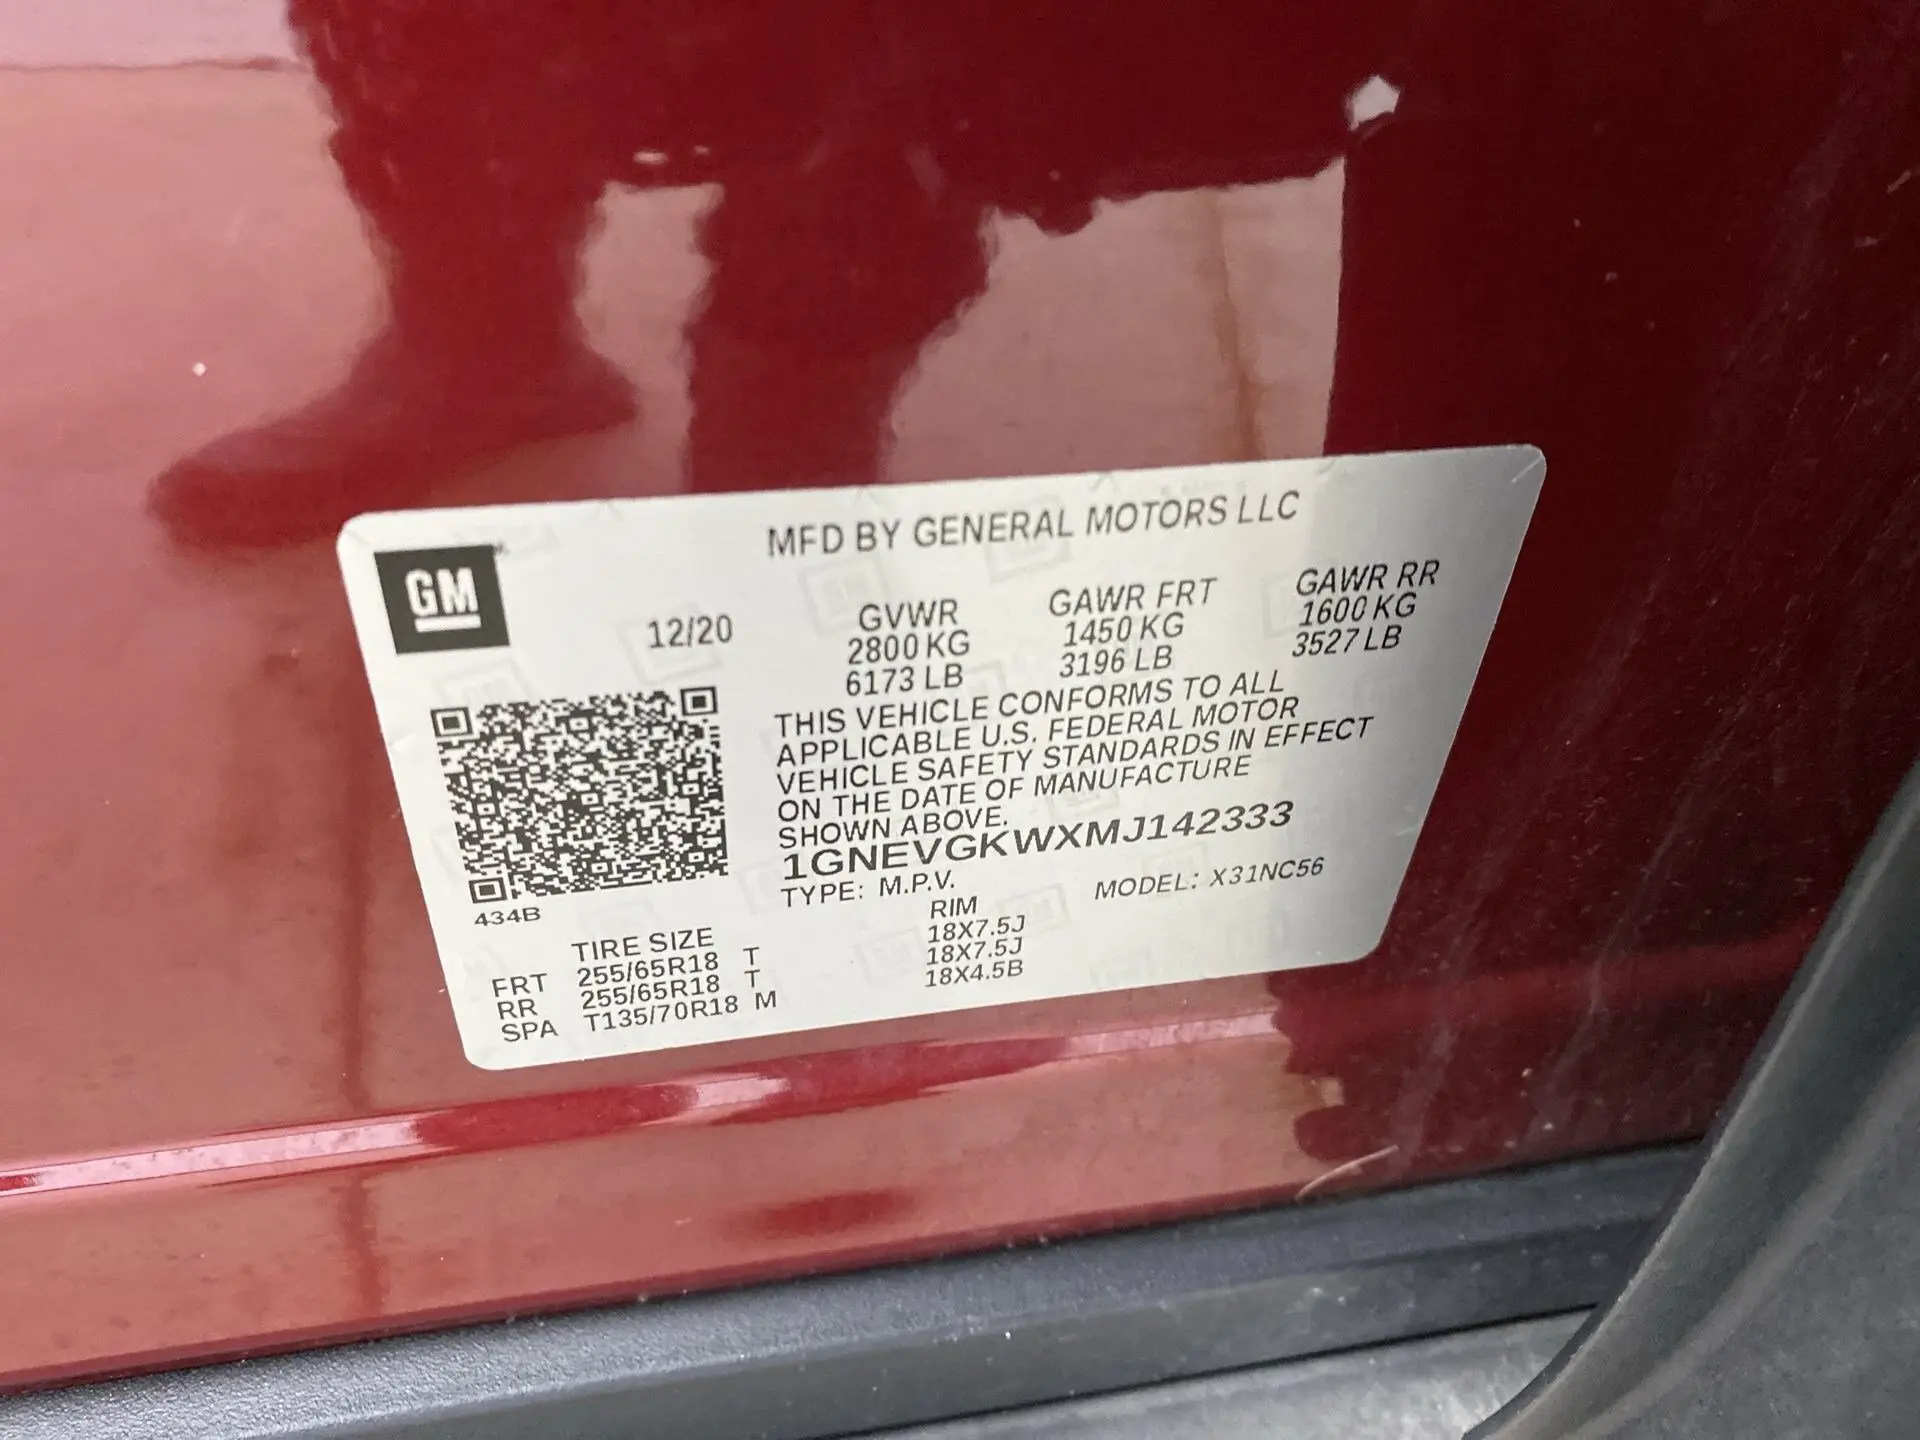 MFD BY GENERAL MOTORS LLC
GM
12/20
GVWR
2800 KG
6173 LB
GAWR FRT
1450 KG
3196 LB
GAWR RR
1600 KG
3527 LB
THIS VEHICLE CONFORMS TO ALL
APPLICABLE U.S. FEDERAL MOTOR
VEHICLE SAFETY STANDARDS IN EFFECT
ON THE DATE OF MANUFACTURE
SHOWN ABOVE.
1GNEVGKWXMJ142333
TYPE: M.P.V. MODEL: X31NC56
434B
TIRE SIZE RIM
FRT 255/65R18 T 18X7.5J
RR 255/65R18 T 18X7.5J
SPA T135/70R18 M 18X4.5B